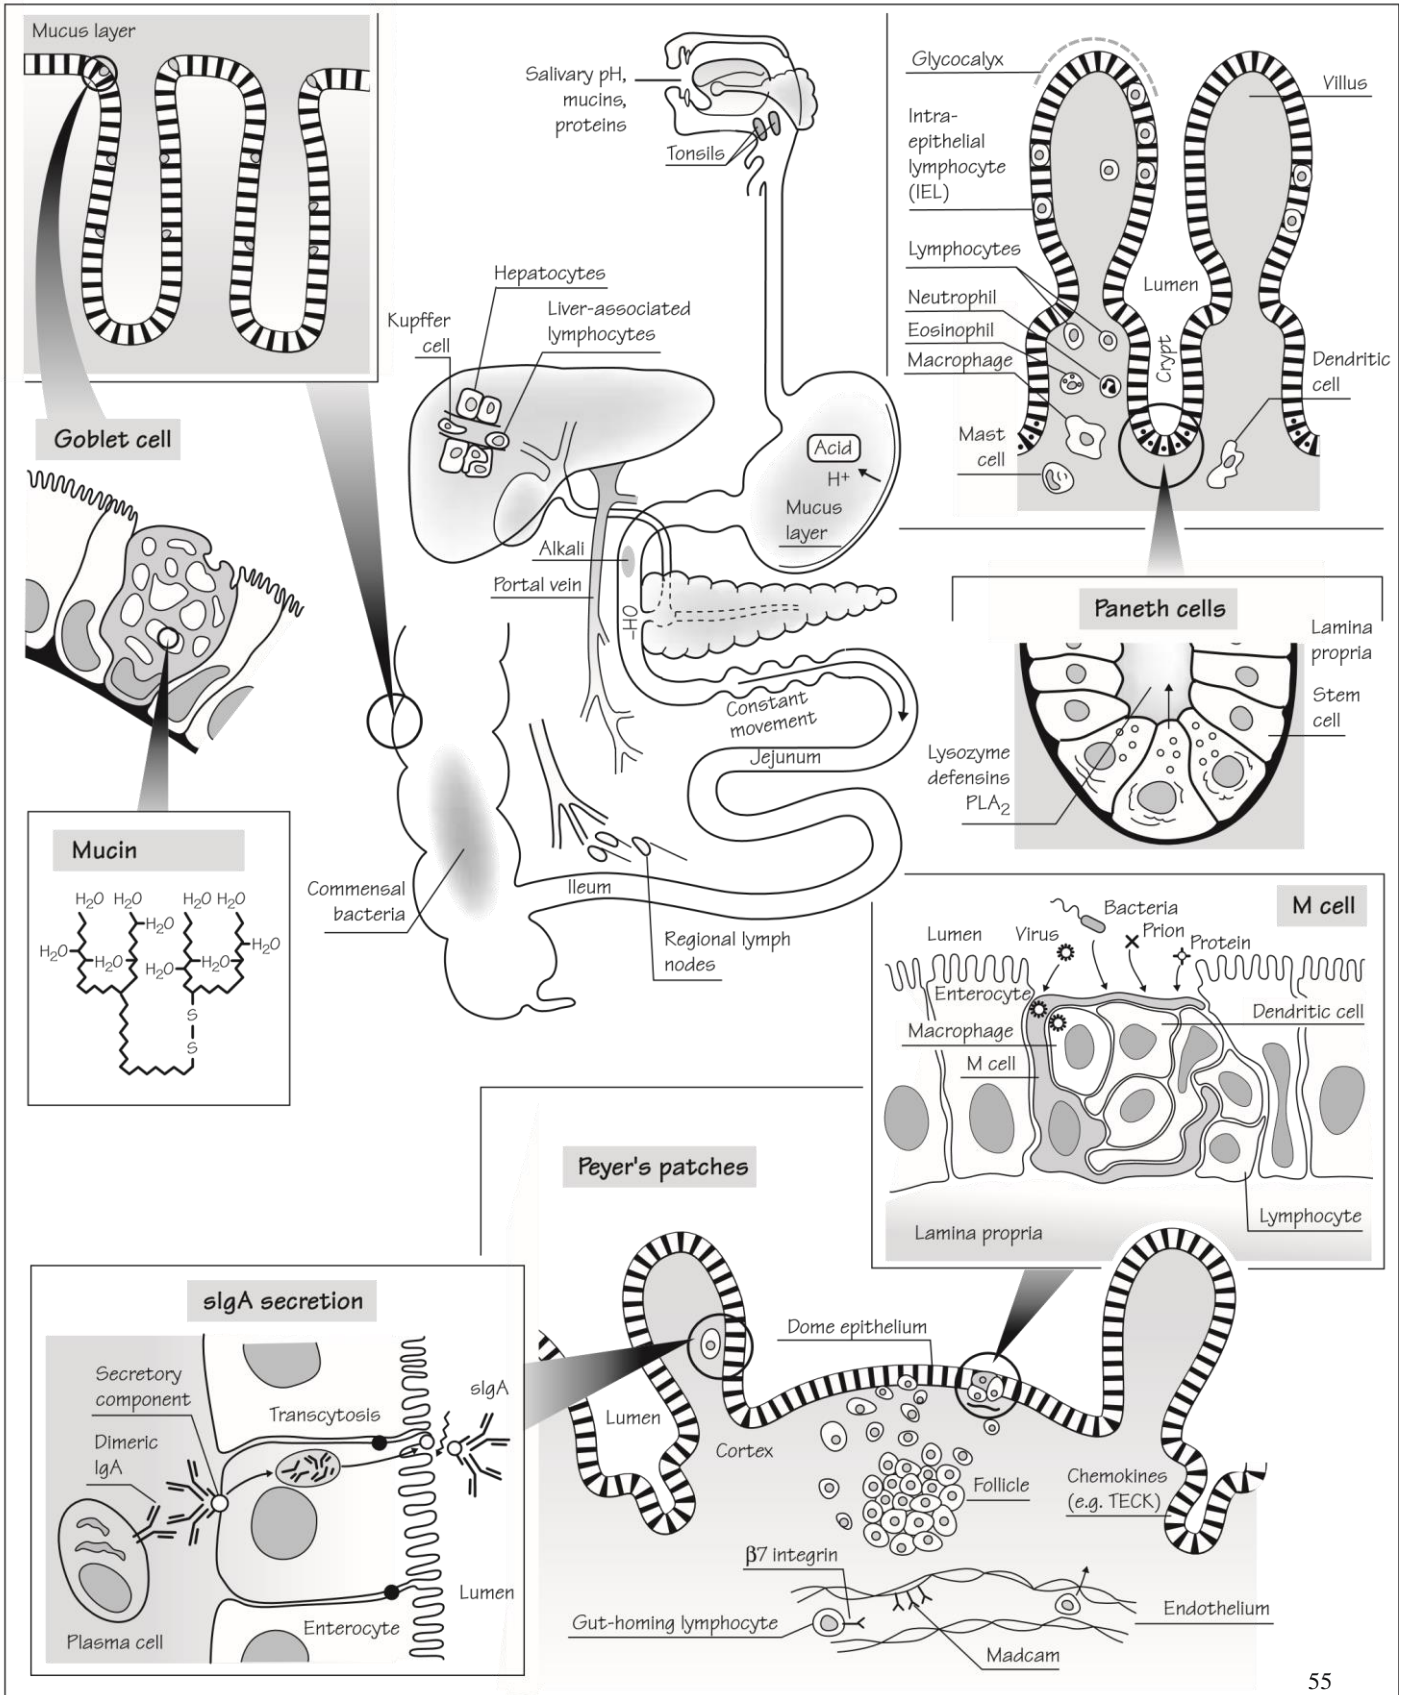 Mucus layer
Salivary pH,
mucins,
proteins
Tonsils
Glycocalyx
Villus
Intra-
epithelial
lymphocyte
(IEL)
Lymphocytes
Lumen
Neutrophil
Eosinophil
Macrophage
Crypt
Dendritic
cell
Mast
cell
Hepatocytes
Kupffer
cell
Liver-associated
lymphocytes
Goblet cell
Acid
H+
Mucus
layer
Alkali
Portal vein
OH–
Constant
movement
Jejunum
Paneth cells
Lamina
propria
Stem
cell
Lysozyme
defensins
PLA2
Mucin
H2O H2O H2O H2O
H2O
H2O H2O
H2O H2O H2O
S
S
Commensal
bacteria
Ileum
Regional lymph
nodes
M cell
Bacteria
Lumen Virus Prion
Protein
Enterocyte
Dendritic cell
Macrophage
M cell
Lymphocyte
Lamina propria
Peyer's patches
sIgA secretion
Secretory
component
sIgA
Transcytosis
Dimeric
IgA
Lumen
Enterocyte
Plasma cell
Dome epithelium
Lumen
Cortex
Follicle
Chemokines
(e.g. TECK)
β7 integrin
Gut-homing lymphocyte
Endothelium
Madcam
55